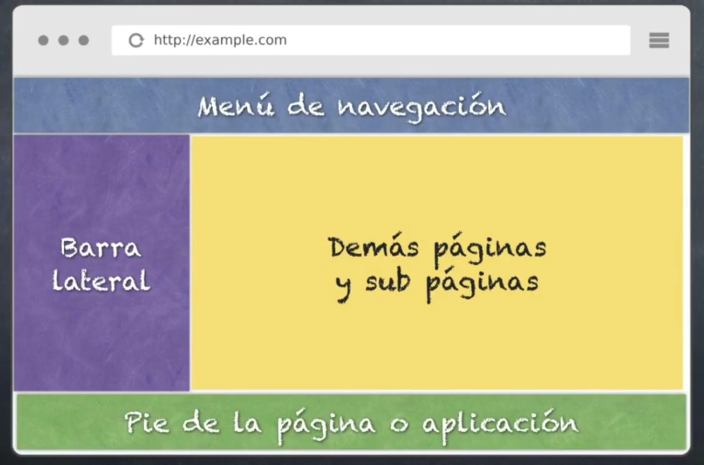 http://example.com
Menú de navegación
Barra
lateral
Demás páginas
y sub páginas
Pie de la página o aplicación